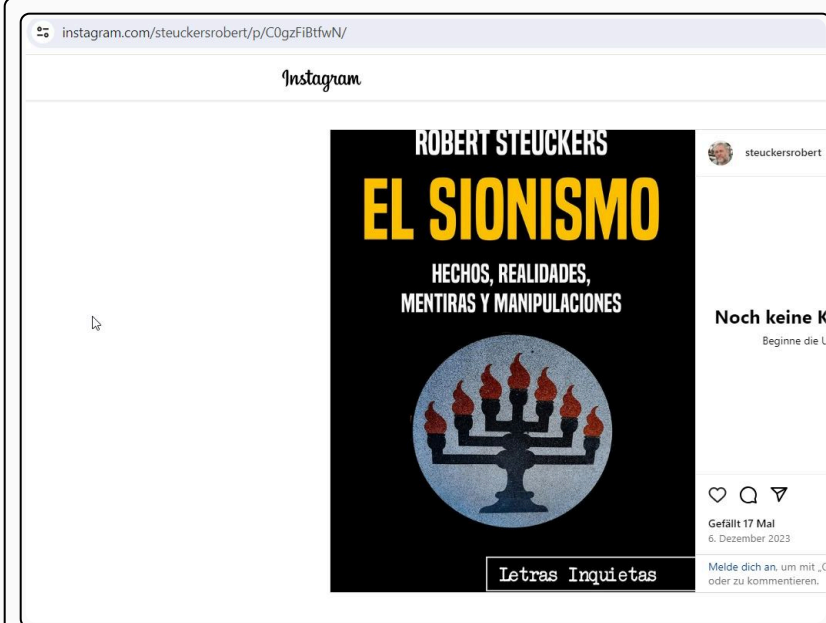 instagram.com/steuckersrobert/p/C0gzFiBtfwN/
Instagram
ROBERT STEUCKERS
EL SIONISMO
HECHOS, REALIDADES,
MENTIRAS Y MANIPULACIONES
Letras Inquietas
steuckersrobert
Noch keine K
Beginne die U
Gefällt 17 Mal
6. Dezember 2023
Melde dich an, um mit „G
oder zu kommentieren.